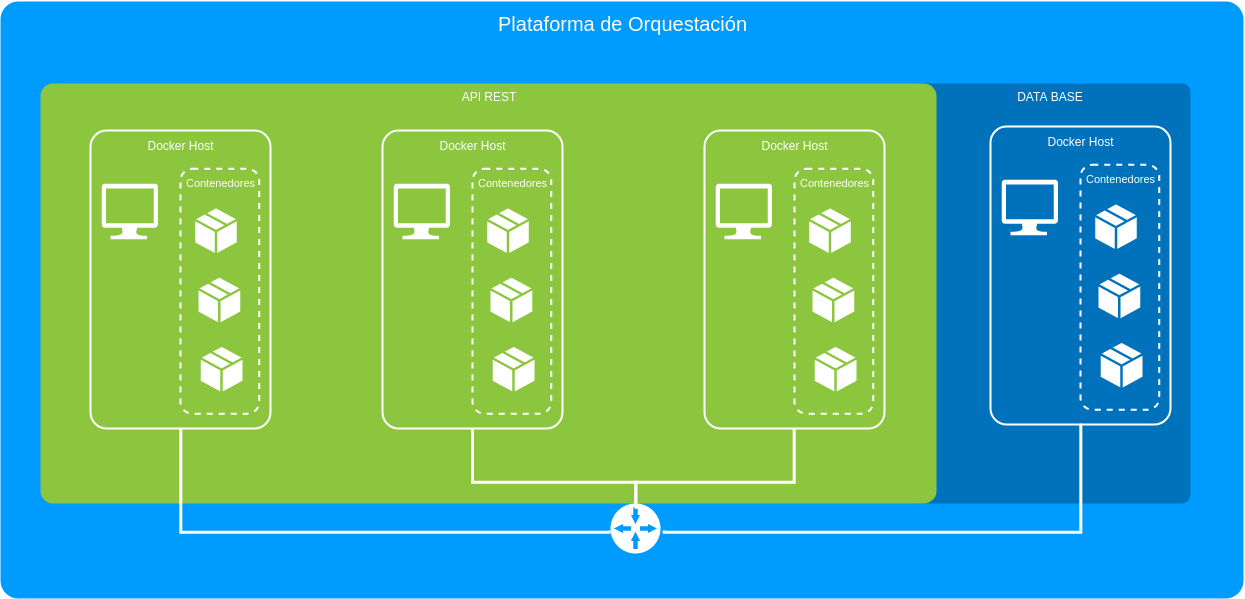 Plataforma de Orquestación
API REST
DATA BASE
Docker Host
Docker Host
Docker Host
Docker Host
Contenedores
Contenedores
Contenedores
Contenedores